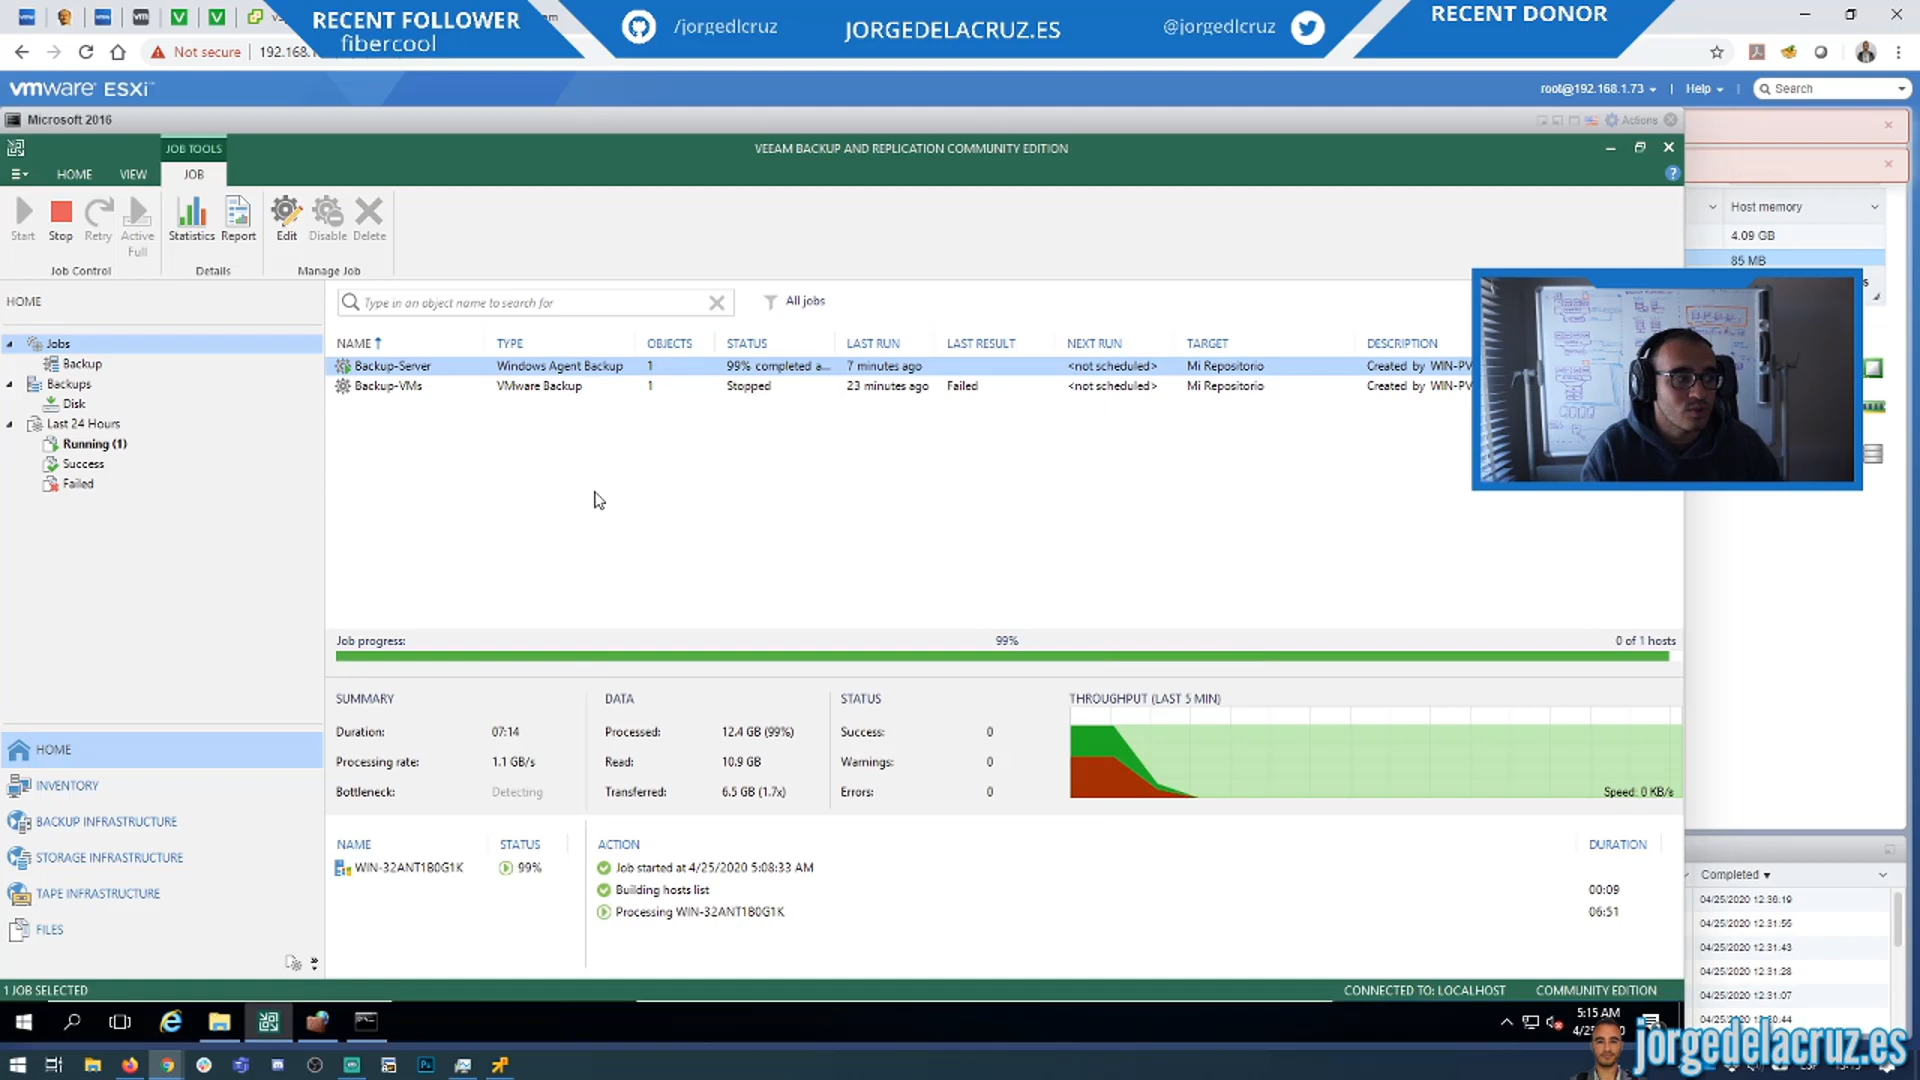 RECENT FOLLOWER
fibercool
/jorgedlcruz
JORGEDELACRUZ.ES
@jorgedlcruz
RECENT DONOR
Not secure
192.168.
vmware ESXi
root@192.168.1.73
Help
Search
Microsoft 2016
Actions
JOB TOOLS
VEEAM BACKUP AND REPLICATION COMMUNITY EDITION
HOME
VIEW
JOB
Start
Stop
Retry
Active Full
Statistics
Report
Edit
Disable
Delete
Job Control
Details
Manage Job
Host memory
4.09 GB
85 MB
HOME
Type in an object name to search for
All jobs
Jobs
Backup
Backups
Disk
Last 24 Hours
Running (1)
Success
Failed
NAME TYPE OBJECTS STATUS LAST RUN LAST RESULT NEXT RUN TARGET DESCRIPTION
Backup-Server Windows Agent Backup 1 99% completed a... 7 minutes ago <not scheduled> Mi Repositorio Created by WIN-PV
Backup-VMs VMware Backup 1 Stopped 23 minutes ago Failed <not scheduled> Mi Repositorio Created by WIN-PV
Job progress: 99% 0 of 1 hosts
SUMMARY
Duration: 07:14
Processing rate: 1.1 GB/s
Bottleneck: Detecting
DATA
Processed: 12.4 GB (99%)
Read: 10.9 GB
Transferred: 6.5 GB (1.7x)
STATUS
Success: 0
Warnings: 0
Errors: 0
THROUGHPUT (LAST 5 MIN)
Speed: 0 KB/s
HOME
INVENTORY
BACKUP INFRASTRUCTURE
STORAGE INFRASTRUCTURE
TAPE INFRASTRUCTURE
FILES
NAME STATUS
WIN-32ANT1B0G1K 99%
ACTION DURATION
Job started at 4/25/2020 5:08:33 AM
Building hosts list 00:09
Processing WIN-32ANT1B0G1K 06:51
Completed
04/25/2020 12:36:19
04/25/2020 12:31:55
04/25/2020 12:31:43
04/25/2020 12:31:28
04/25/2020 12:31:07
1 JOB SELECTED
CONNECTED TO: LOCALHOST
COMMUNITY EDITION
5:15 AM
jorgedelacruz.es